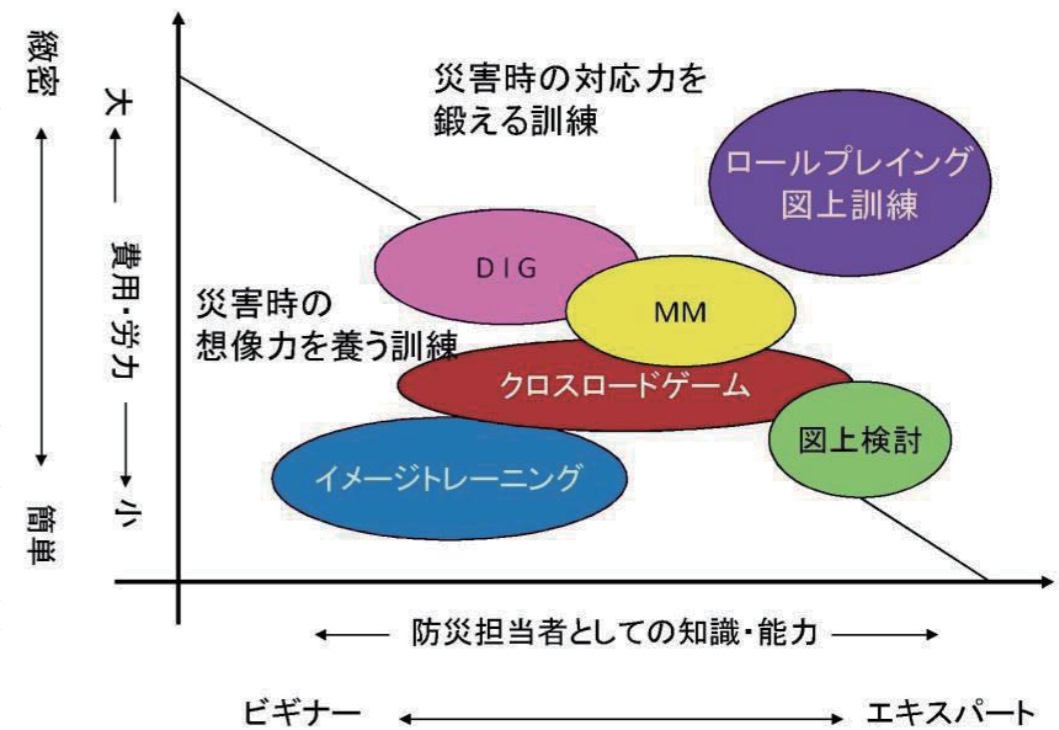 緻密
簡単
大
費用・労力
小
災害時の対応力を
鍛える訓練
ロールプレイング
図上訓練
DIG
MM
災害時の
想像力を養う訓練
クロスロードゲーム
図上検討
イメージトレーニング
防災担当者としての知識・能力
ビギナー
エキスパート